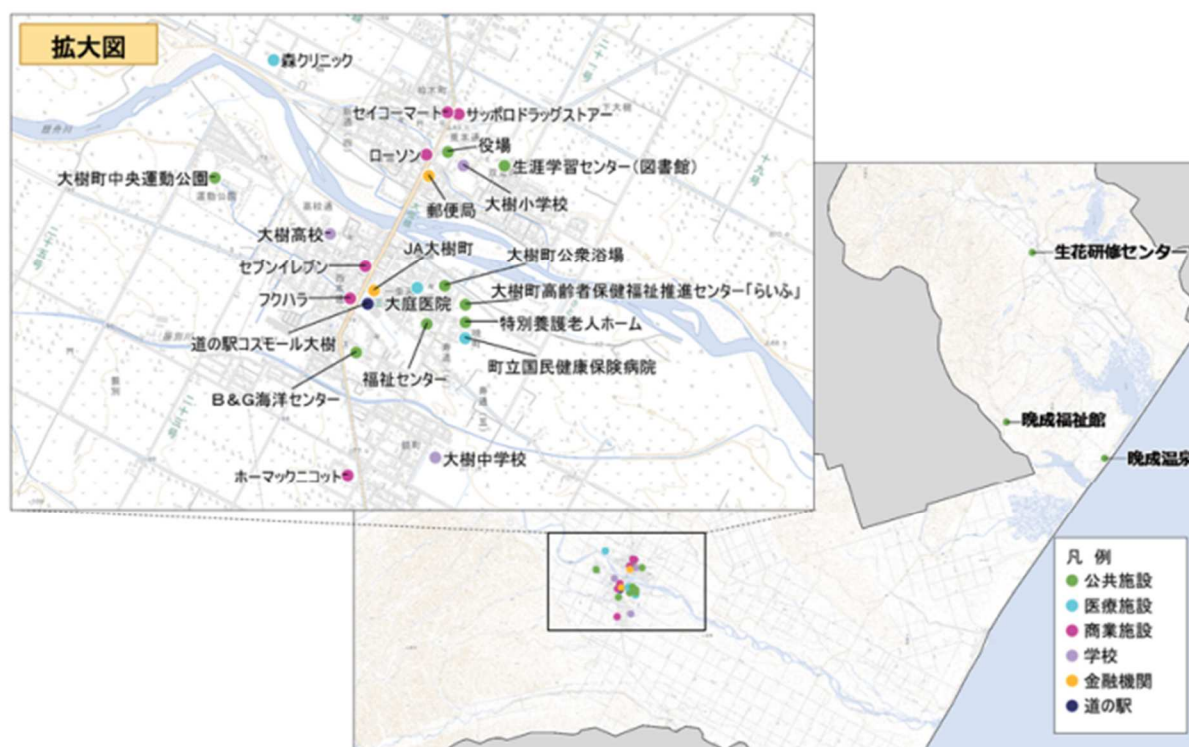 拡大図
森クリニック
セイコーマート
サッポロドラッグストアー
ローソン
役場
生涯学習センター(図書館)
大樹町中央運動公園
運動公園
郵便局
大樹小学校
大樹高校
JA大樹町
大樹町公衆浴場
セブンイレブン
フクハラ
大庭医院
大樹町高齢者保健福祉推進センター「らいふ」
特別養護老人ホーム
道の駅コスモール大樹
町立国民健康保険病院
福祉センター
B&G海洋センター
大樹中学校
ホーマックニコット
生花研修センター
晩成福祉館
晩成温泉
凡 例
公共施設
医療施設
商業施設
学校
金融機関
道の駅